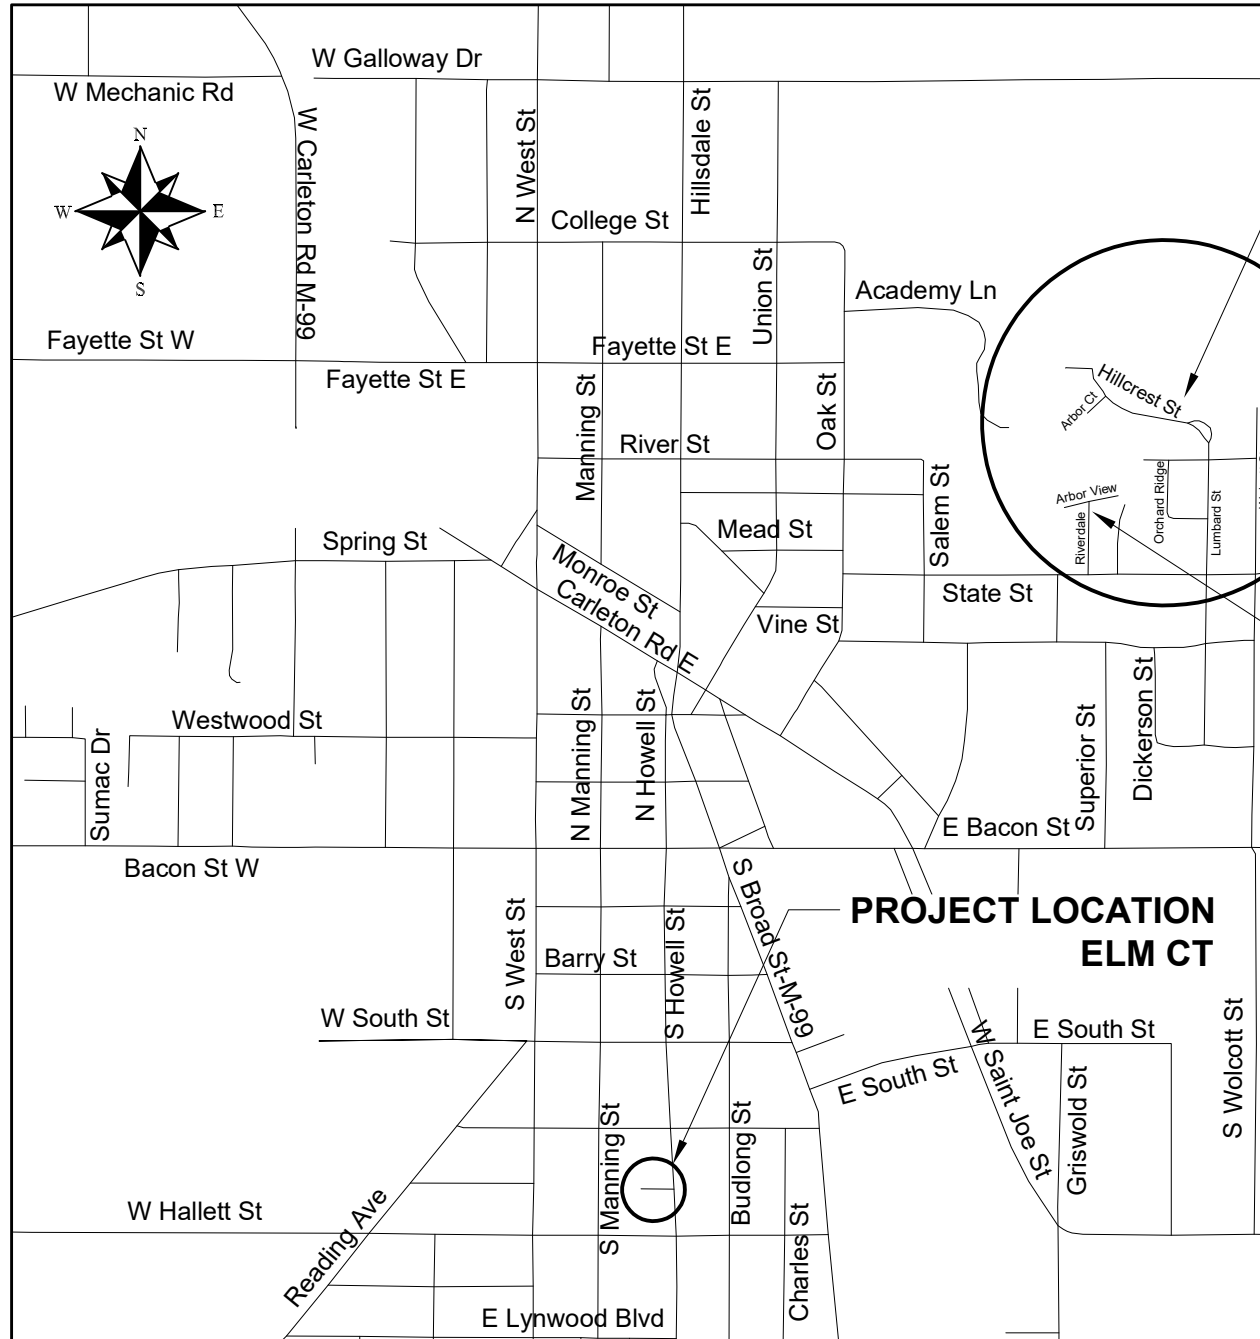 W Galloway Dr
W Mechanic Rd
N
W
E
S
W Carleton Rd M-99
N West St
Hillsdale St
College St
Union St
Academy Ln
Fayette St W
Fayette St E
Fayette St E
Manning St
Oak St
River St
Hillcrest St
Arbor Ct
Salem St
Arbor View
Orchard Ridge
Lumbard St
Riverdale
Mead St
Spring St
Monroe St
Carleton Rd E
State St
Vine St
Westwood St
Sumac Dr
N Manning St
N Howell St
Superior St
Dickerson St
E Bacon St
Bacon St W
S Broad St-M-99
PROJECT LOCATION
ELM CT
S West St
Barry St
S Howell St
W South St
E South St
E South St
W Saint Joe St
Griswold St
S Wolcott St
S Manning St
Budlong St
Charles St
W Hallett St
Reading Ave
E Lynwood Blvd